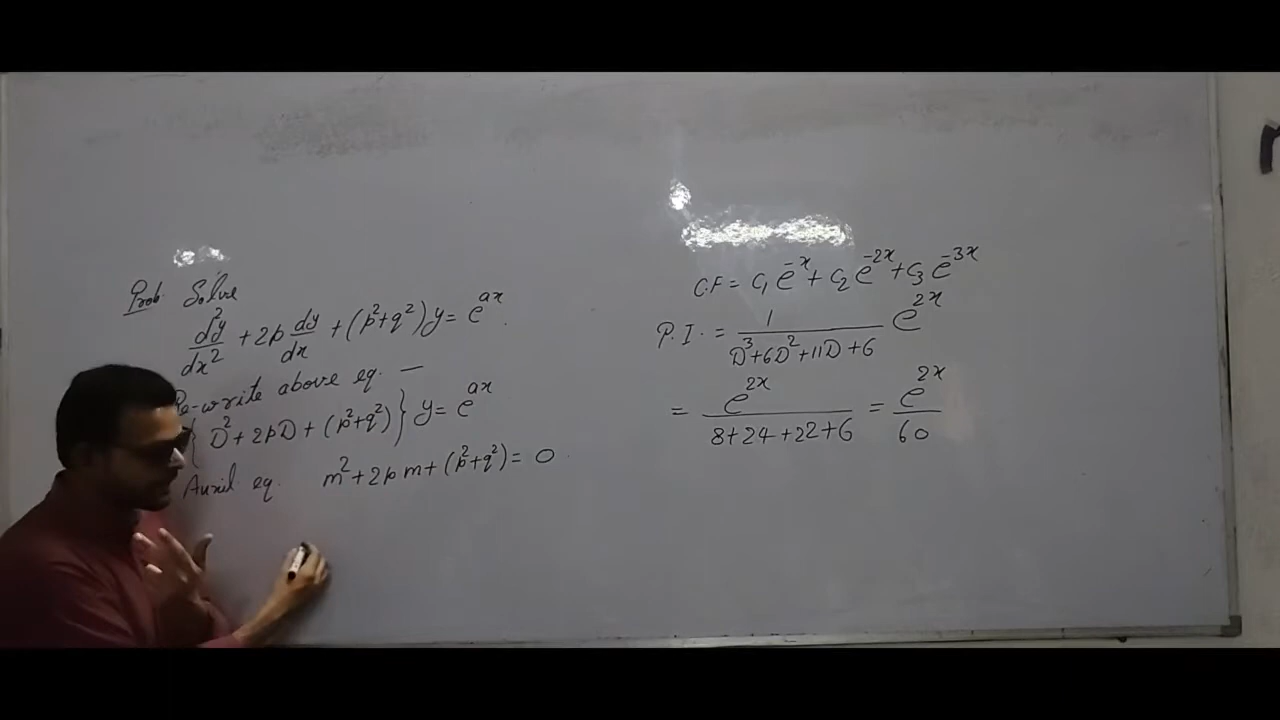 Prob. Solve
d²y/dx² + 2p dy/dx + (p²+q²)y = e^{ax}.
Re-write above eq. —
{D² + 2pD + (p²+q²)} y = e^{ax}
Auxil eq. m² + 2pm + (p²+q²) = 0.
C.F = C₁e^{-x} + C₂e^{-2x} + C₃e^{-3x}
P.I. = 1/(D³+6D²+11D+6) e^{2x}
= e^{2x}/(8+24+22+6) = e^{2x}/60